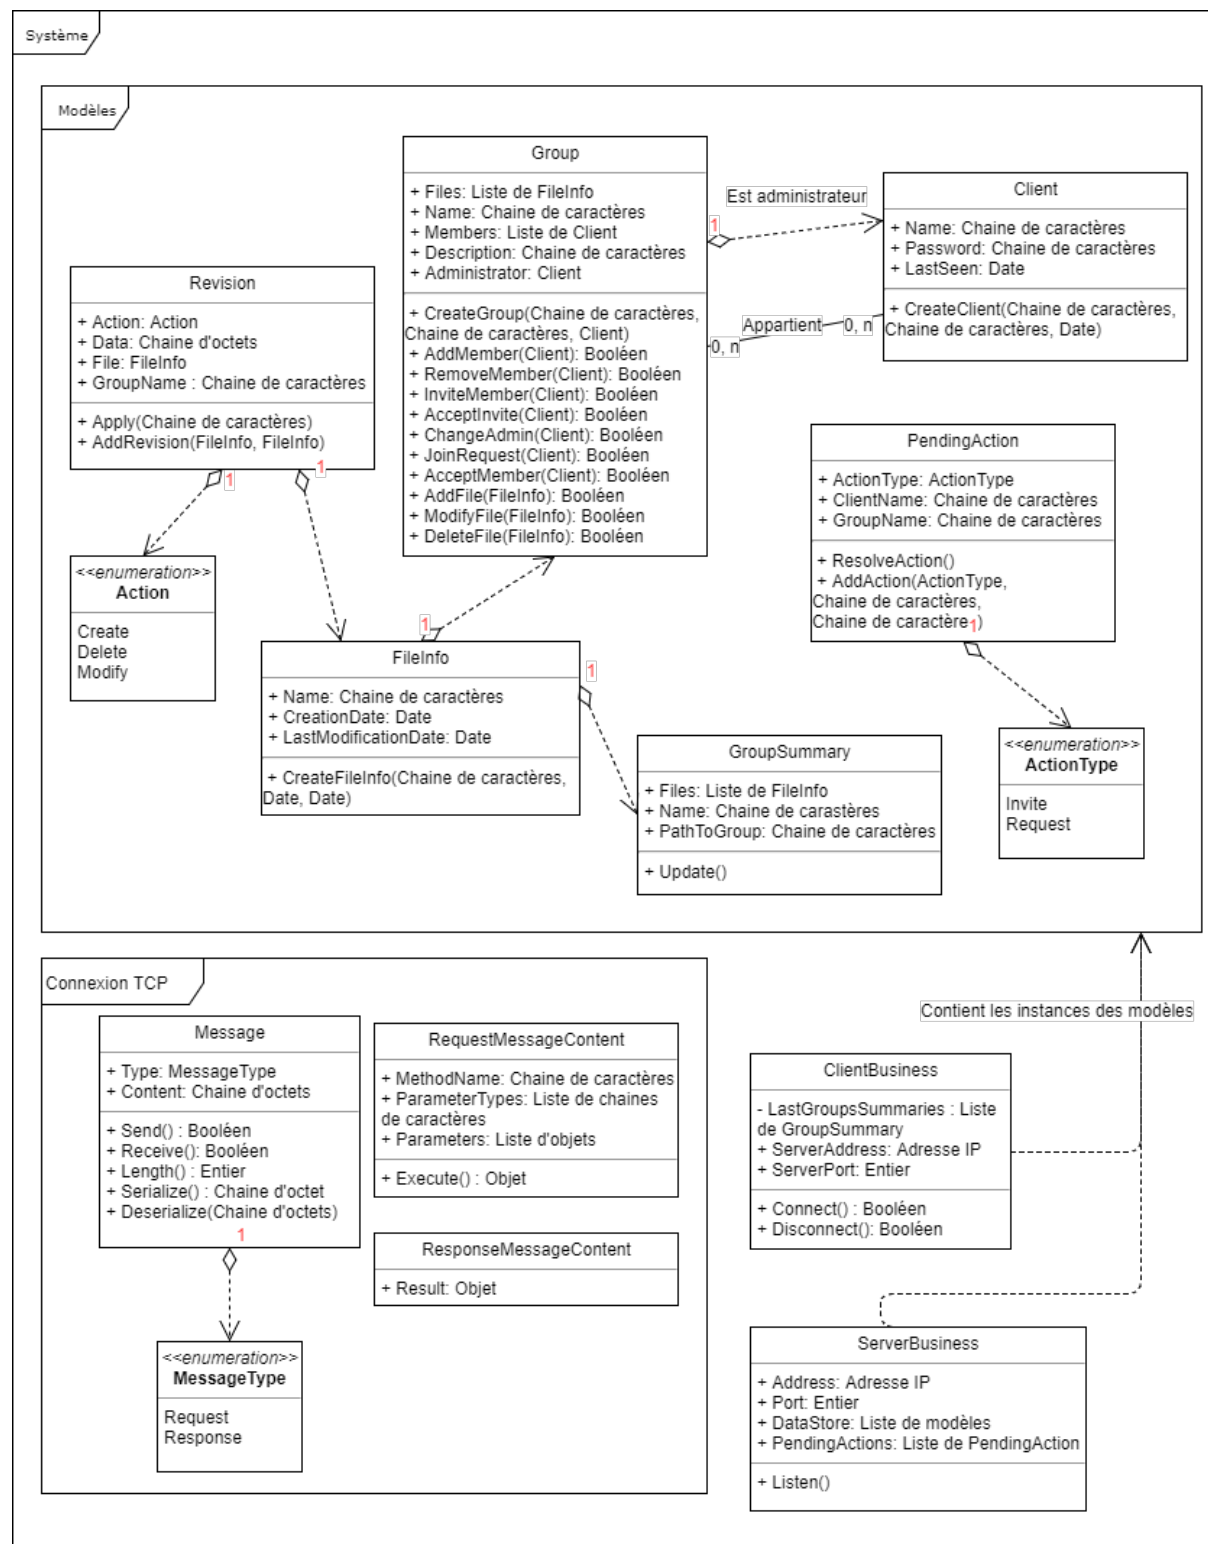 Système
Modèles
Group
+ Files: Liste de FileInfo
+ Name: Chaine de caractères
+ Members: Liste de Client
+ Description: Chaine de caractères
+ Administrator: Client
+ CreateGroup(Chaine de caractères,
Chaine de caractères, Client)
+ AddMember(Client): Booléen
+ RemoveMember(Client): Booléen
+ InviteMember(Client): Booléen
+ AcceptInvite(Client): Booléen
+ ChangeAdmin(Client): Booléen
+ JoinRequest(Client): Booléen
+ AcceptMember(Client): Booléen
+ AddFile(FileInfo): Booléen
+ ModifyFile(FileInfo): Booléen
+ DeleteFile(FileInfo): Booléen
Est administrateur
1
Appartient
0, n
0, n
Client
+ Name: Chaine de caractères
+ Password: Chaine de caractères
+ LastSeen: Date
+ CreateClient(Chaine de caractères,
Chaine de caractères, Date)
Revision
+ Action: Action
+ Data: Chaine d'octets
+ File: FileInfo
+ GroupName : Chaine de caractères
+ Apply(Chaine de caractères)
+ AddRevision(FileInfo, FileInfo)
1
1
<<enumeration>>
Action
Create
Delete
Modify
1
FileInfo
+ Name: Chaine de caractères
+ CreationDate: Date
+ LastModificationDate: Date
+ CreateFileInfo(Chaine de caractères,
Date, Date)
1
GroupSummary
+ Files: Liste de FileInfo
+ Name: Chaine de carastères
+ PathToGroup: Chaine de caractères
+ Update()
PendingAction
+ ActionType: ActionType
+ ClientName: Chaine de caractères
+ GroupName: Chaine de caractères
+ ResolveAction()
+ AddAction(ActionType,
Chaine de caractères,
Chaine de caractère )
1
<<enumeration>>
ActionType
Invite
Request
Connexion TCP
Message
+ Type: MessageType
+ Content: Chaine d'octets
+ Send() : Booléen
+ Receive(): Booléen
+ Length() : Entier
+ Serialize() : Chaine d'octet
+ Deserialize(Chaine d'octets)
1
<<enumeration>>
MessageType
Request
Response
RequestMessageContent
+ MethodName: Chaine de caractères
+ ParameterTypes: Liste de chaines
de caractères
+ Parameters: Liste d'objets
+ Execute() : Objet
ResponseMessageContent
+ Result: Objet
Contient les instances des modèles
ClientBusiness
- LastGroupsSummaries : Liste
de GroupSummary
+ ServerAddress: Adresse IP
+ ServerPort: Entier
+ Connect() : Booléen
+ Disconnect(): Booléen
ServerBusiness
+ Address: Adresse IP
+ Port: Entier
+ DataStore: Liste de modèles
+ PendingActions: Liste de PendingAction
+ Listen()